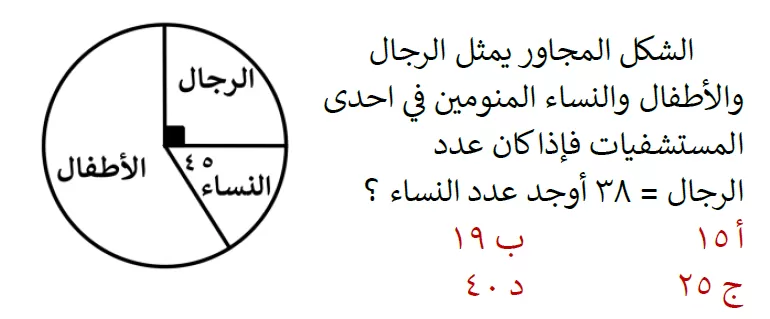 الشكل المجاور يمثل الرجال
والأطفال والنساء المنومين في احدى
المستشفيات فإذا كان عدد
الرجال = ٣٨ أوجد عدد النساء ؟
أ ١٥ ب ١٩
ج ٢٥ د ٤٠
الرجال
الأطفال
٤٥
النساء